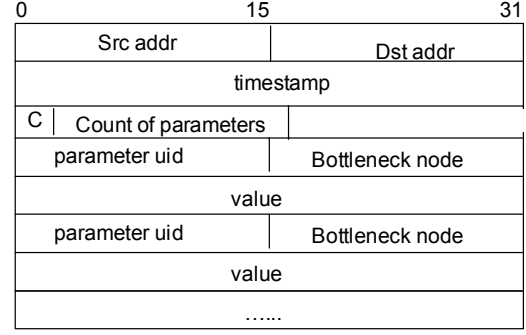 0 15 31
Src addr Dst addr
timestamp
C Count of parameters
parameter uid Bottleneck node
value
parameter uid Bottleneck node
value
…...